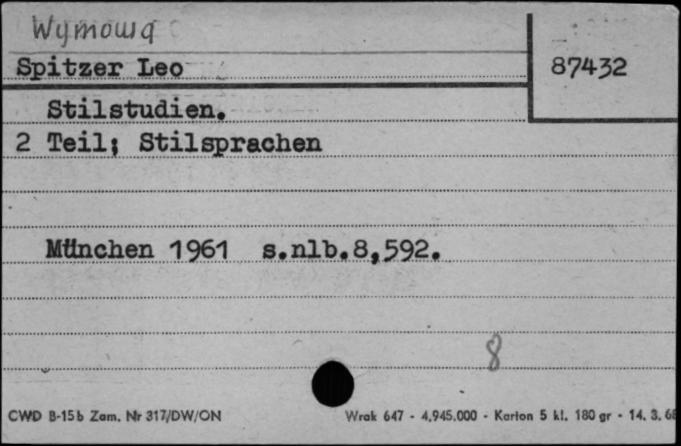 Wymowa
Spitzer Leo 87432
Stilstudien.
2 Teil; Stilsprachen
München 1961 s.nlb.8,592.
8
CWD B-15b Zam. Nr 317/DW/ON Wrak 647 - 4,945.000 - Karton 5 kl. 180 gr - 14. 3. 68